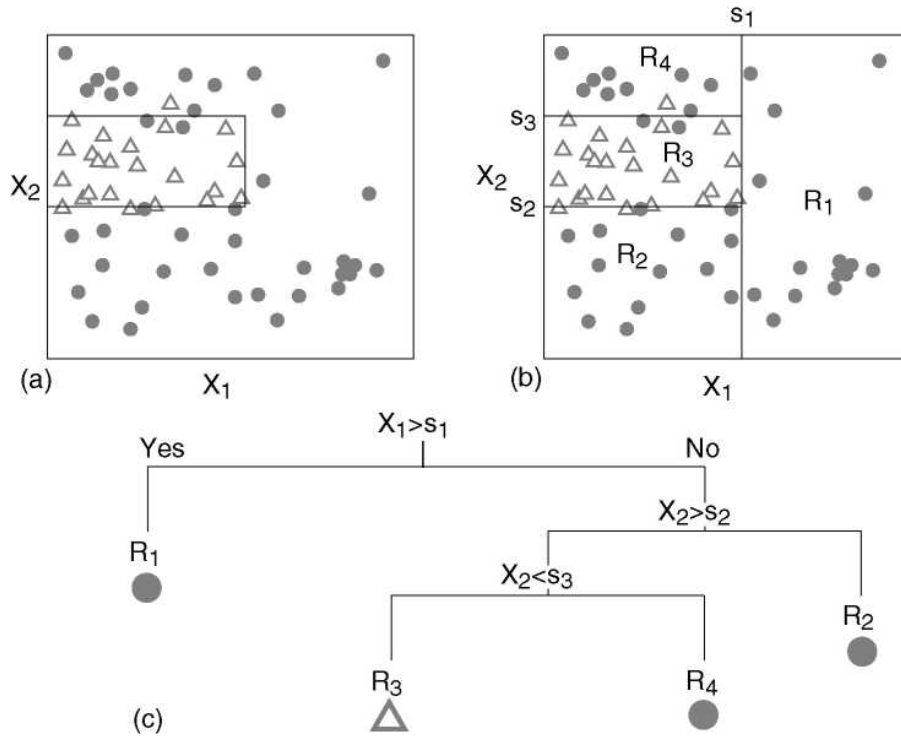 X₂
(a)
X₁
s₁
R₄
s₃
R₃
X₂
s₂
R₁
R₂
(b)
X₁
X₁>s₁
Yes
No
X₂>s₂
R₁
X₂<s₃
R₂
R₃
R₄
(c)